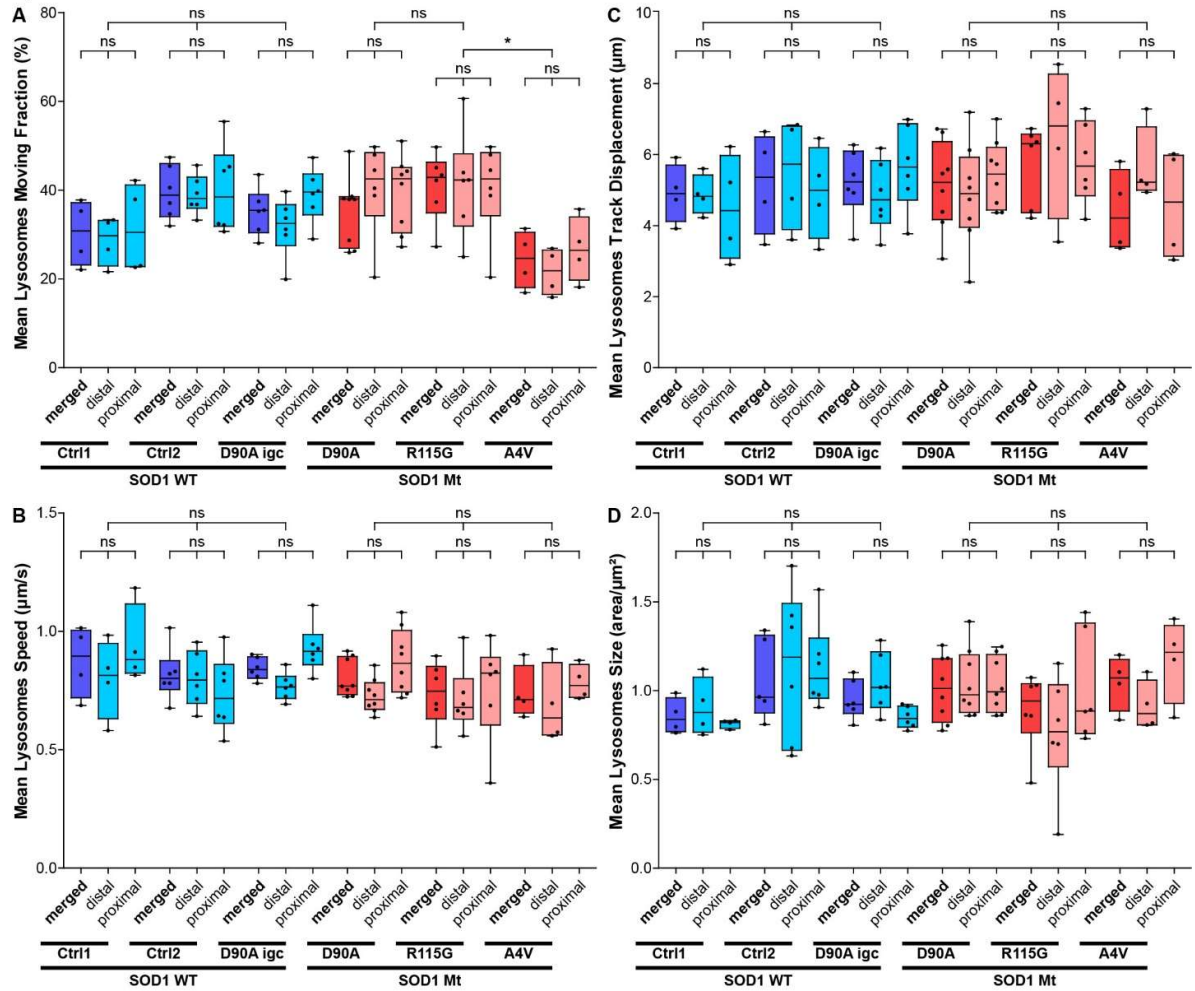 A
Mean Lysosomes Moving Fraction (%)
80
60
40
20
0
ns
ns ns ns ns
*
ns ns
merged distal proximal merged distal proximal merged distal proximal merged distal proximal merged distal proximal merged distal proximal
Ctrl1 Ctrl2 D90A igc D90A R115G A4V
SOD1 WT SOD1 Mt
C
Mean Lysosomes Track Displacement (µm)
10
8
6
4
2
0
ns ns
ns ns ns ns ns ns
merged distal proximal merged distal proximal merged distal proximal merged distal proximal merged distal proximal merged distal proximal
Ctrl1 Ctrl2 D90A igc D90A R115G A4V
SOD1 WT SOD1 Mt
B
Mean Lysosomes Speed (µm/s)
1.5
1.0
0.5
0.0
ns ns
ns ns ns ns ns ns
merged distal proximal merged distal proximal merged distal proximal merged distal proximal merged distal proximal merged distal proximal
Ctrl1 Ctrl2 D90A igc D90A R115G A4V
SOD1 WT SOD1 Mt
D
Mean Lysosomes Size (area/µm²)
2.0
1.5
1.0
0.5
0.0
ns ns
ns ns ns ns ns ns
merged distal proximal merged distal proximal merged distal proximal merged distal proximal merged distal proximal merged distal proximal
Ctrl1 Ctrl2 D90A igc D90A R115G A4V
SOD1 WT SOD1 Mt